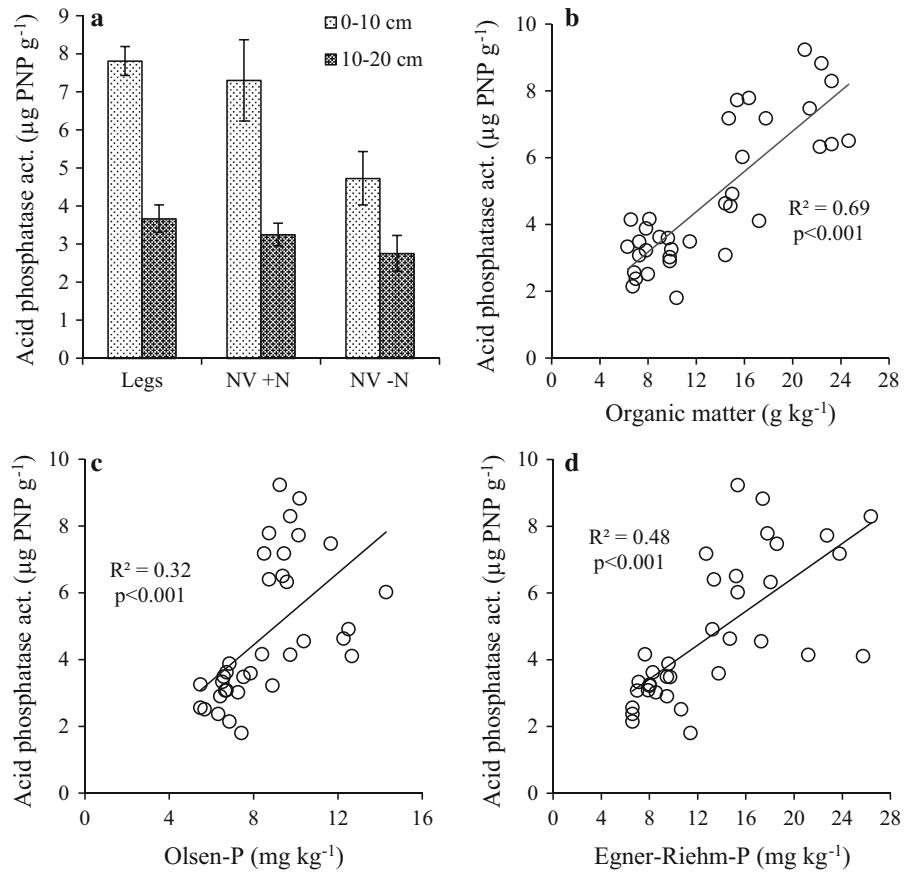 a
0-10 cm
10-20 cm
Acid phosphatase act. (µg PNP g⁻¹)
9
8
7
6
5
4
3
2
1
0
Legs
NV +N
NV -N
b
Acid phosphatase act. (µg PNP g⁻¹)
10
8
6
4
2
0
R² = 0.69
p<0.001
0 4 8 12 16 20 24 28
Organic matter (g kg⁻¹)
c
Acid phosphatase act. (µg PNP g⁻¹)
10
8
6
4
2
0
R² = 0.32
p<0.001
0 4 8 12 16
Olsen-P (mg kg⁻¹)
d
Acid phosphatase act. (µg PNP g⁻¹)
10
8
6
4
2
0
R² = 0.48
p<0.001
0 4 8 12 16 20 24 28
Egner-Riehm-P (mg kg⁻¹)